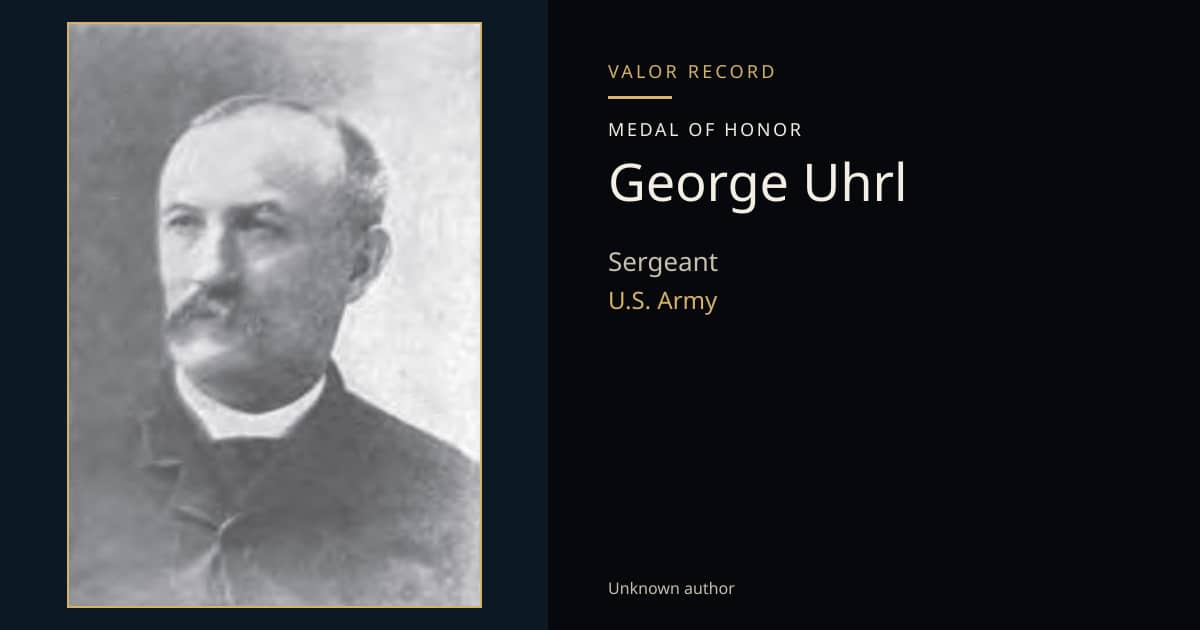 VALOR RECORD
MEDAL OF HONOR
George Uhrl
Sergeant
U.S. Army
Unknown author